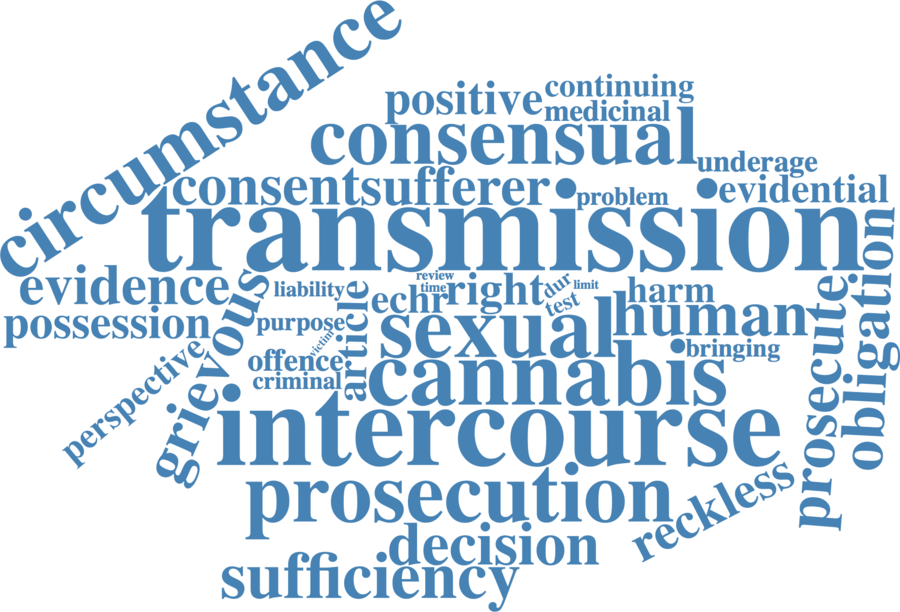 circumstance
continuing
positive
medicinal
consensual
underage
consent
sufferer
problem
evidential
transmission
evidence
grievous
liability
review
time
echr
right
dur
limit
test
harm
possession
purpose
article
sexual
human
prosecute
obligation
victim
perspective
offence
criminal
cannabis
bringing
intercourse
prosecution
reckless
decision
sufficiency